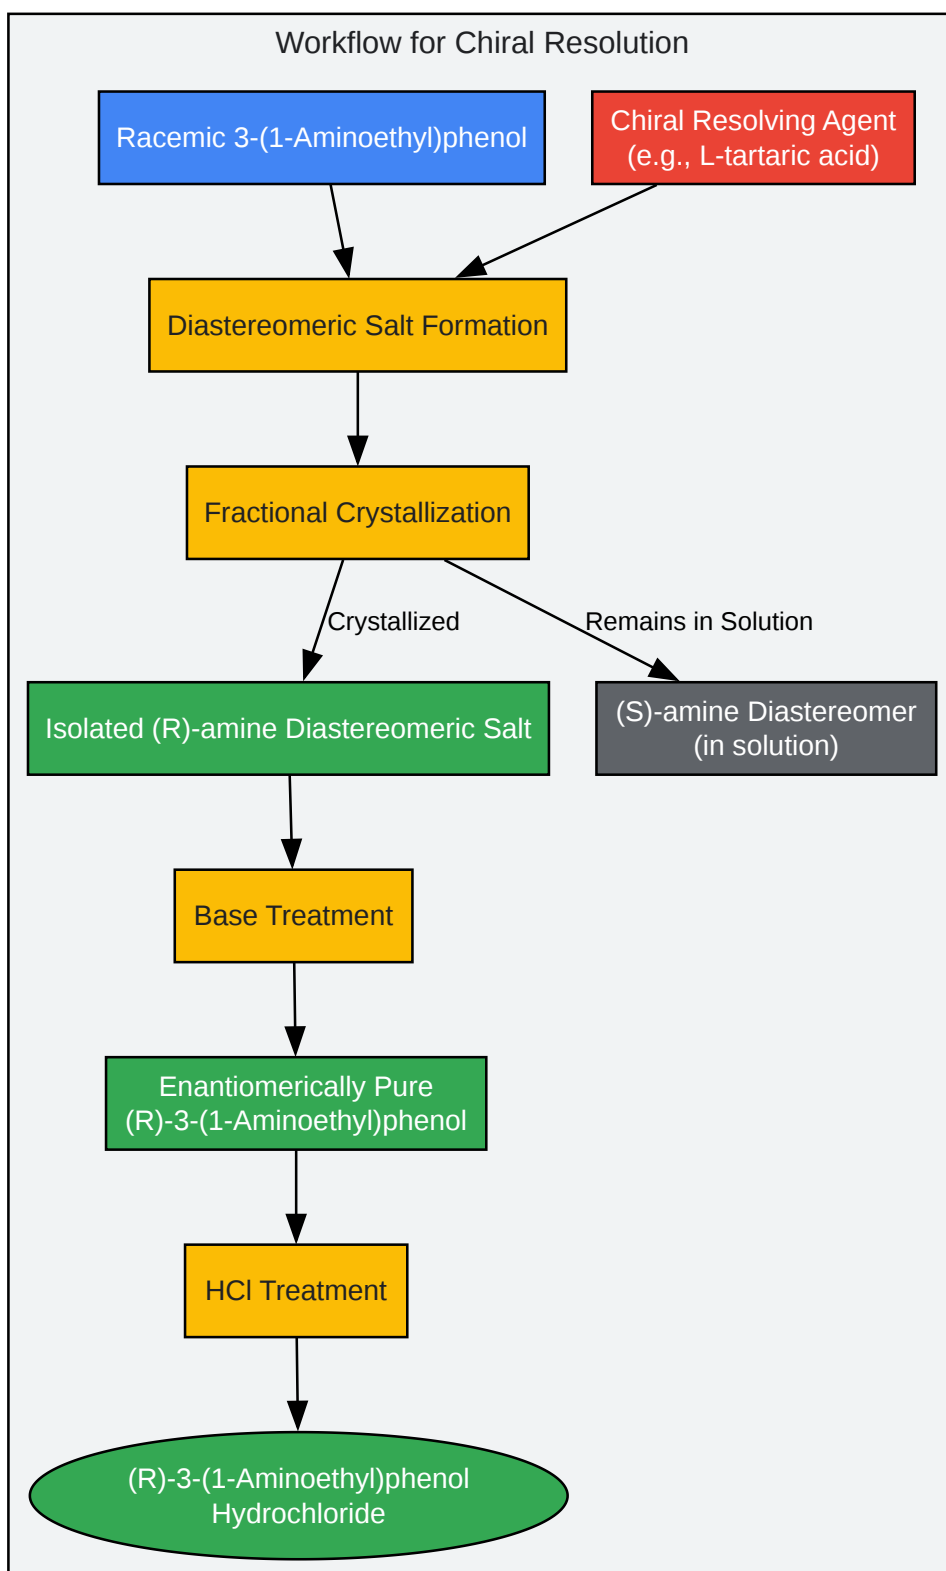 Workflow for Chiral Resolution
Racemic 3-(1-Aminoethyl)phenol
Chiral Resolving Agent
(e.g., L-tartaric acid)
Diastereomeric Salt Formation
Fractional Crystallization
Crystallized
Remains in Solution
Isolated (R)-amine Diastereomeric Salt
(S)-amine Diastereomer
(in solution)
Base Treatment
Enantiomerically Pure
(R)-3-(1-Aminoethyl)phenol
HCl Treatment
(R)-3-(1-Aminoethyl)phenol
Hydrochloride